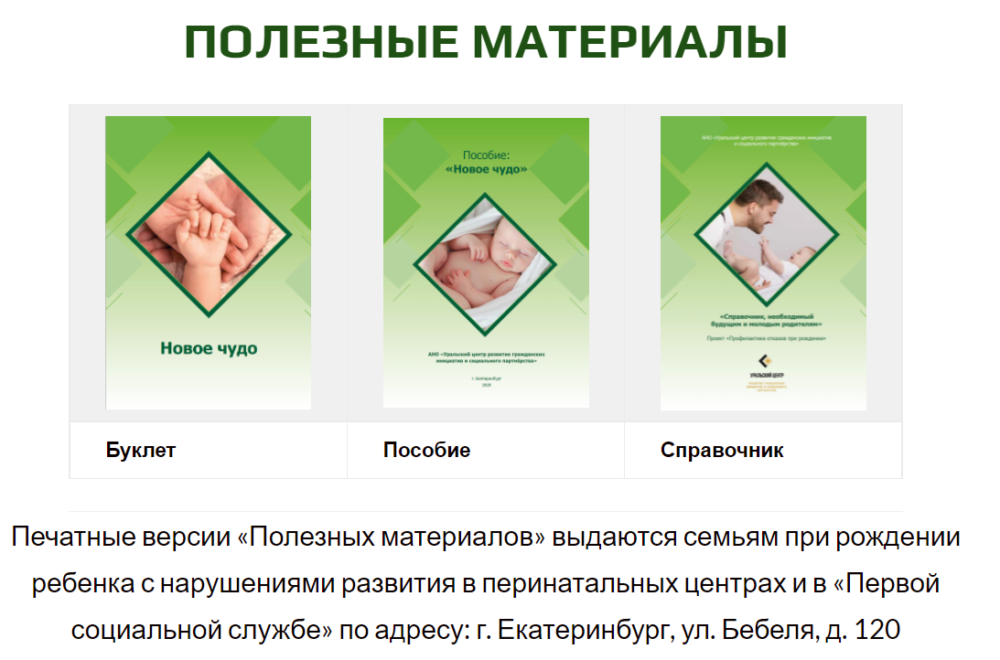 ПОЛЕЗНЫЕ МАТЕРИАЛЫ
Новое чудо
Пособие:
«Новое чудо»
АНО «Уральский центр развития гражданских
инициатив и социального партнёрства»
г. Екатеринбург
2020
АНО «Уральский центр развития гражданских инициатив
и социального партнёрства»
«Справочник, необходимый
будущим и молодым родителям»
Проект «Профилактика отказов при рождении»
УРАЛЬСКИЙ ЦЕНТР
Буклет
Пособие
Справочник
Печатные версии «Полезных материалов» выдаются семьям при рождении
ребенка с нарушениями развития в перинатальных центрах и в «Первой
социальной службе» по адресу: г. Екатеринбург, ул. Бебеля, д. 120